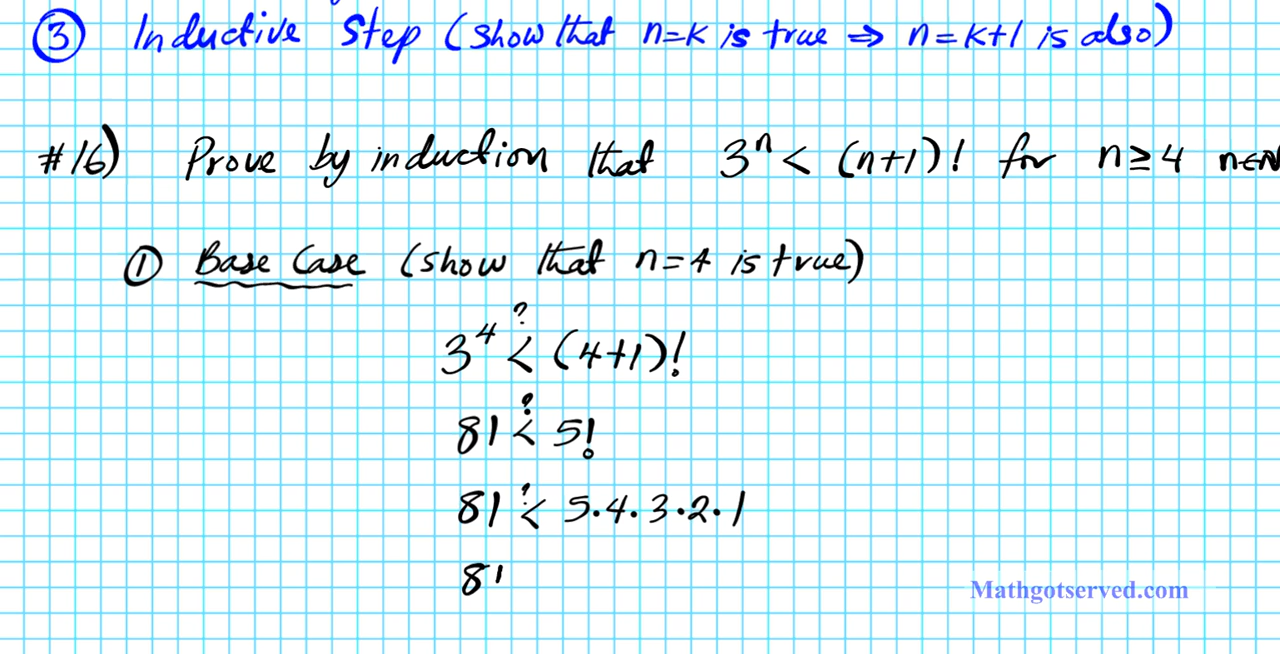 ③ Inductive Step (show that n=k is true ⇒ n=k+1 is also)
#16) Prove by induction that 3ⁿ < (n+1)! for n≥4 n∈N
① Base Case (show that n=4 is true)
?
3⁴ < (4+1)!
?
81 < 5!
?
81 < 5·4·3·2·1
81
Mathgotserved.com